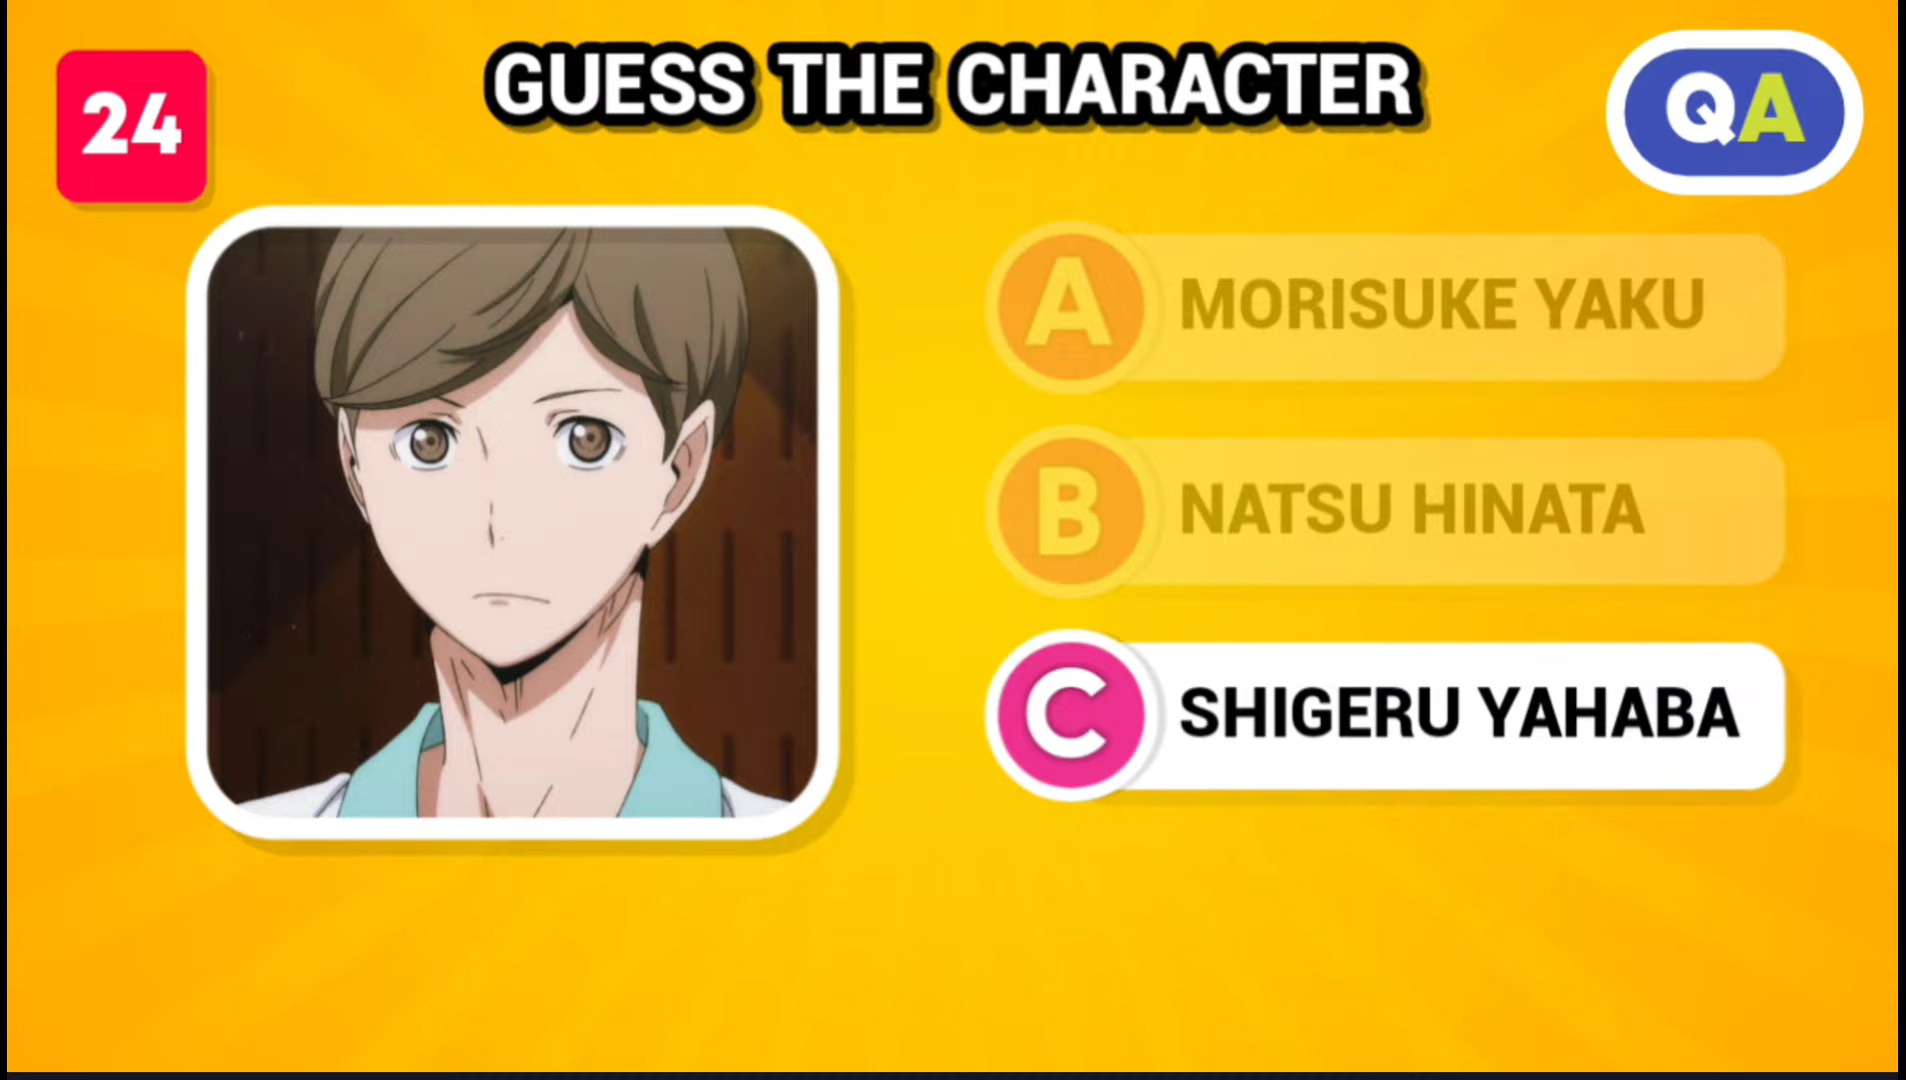 24
GUESS THE CHARACTER
QA
A MORISUKE YAKU
B NATSU HINATA
C SHIGERU YAHABA